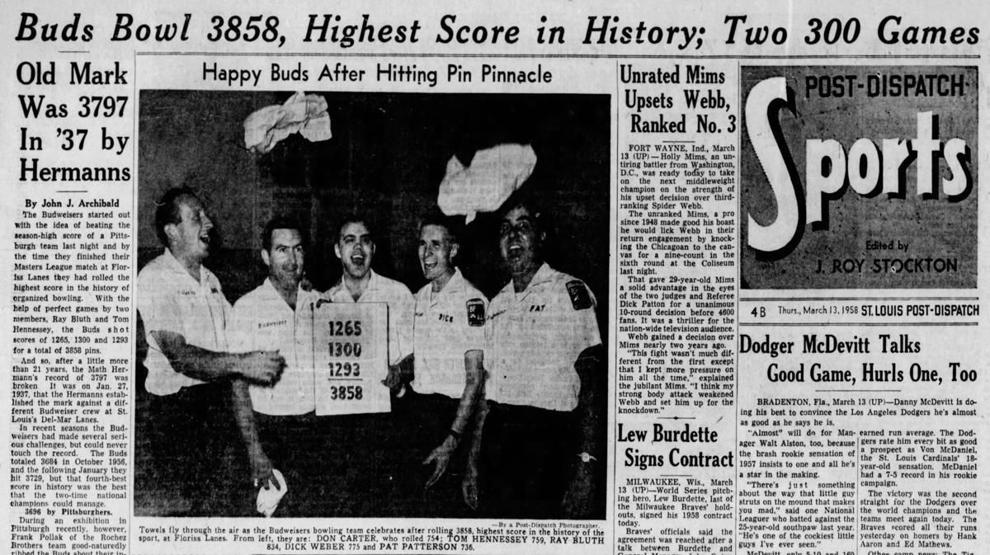 Buds Bowl 3858, Highest Score in History; Two 300 Games
Old Mark
Was 3797
In '37 by
Hermanns
By John J. Archibald
The Budweisers started out
with the idea of beating the
season-high score of a Pitts-
burgh team last night and by
the time they finished their
Masters League match at Flor-
iss Lanes they had rolled the
highest score in the history of
organized bowling. With the
help of perfect games by two
members, Ray Bluth and Tom
Hennessey, the Buds shot
scores of 1265, 1300 and 1293
for a total of 3858 pins.
And so, after a little more
than 21 years, the Math Her-
mann's record of 3797 was
broken. It was on Jan. 27,
1937, that the Hermanns estab-
lished the mark against a dif-
ferent Budweiser crew at St.
Louis's Del-Mar Lanes.
In recent seasons the Bud-
weisers had made several seri-
ous challenges, but could never
touch the record. The Buds
totaled 3684 in October 1956,
and the following January they
hit 3729, but that fourth-best
score in history was the best
that the two-time national
champions could manage.
3696 by Pittsburghers.
During an exhibition in
Pittsburgh recently, however,
Frank Pollak of the Rochez
Brothers team good-naturedly
ribbed the Buds about their in-
Happy Buds After Hitting Pin Pinnacle
Budweiser
DICK
PAT
1265
1300
1293
3858
—By a Post-Dispatch Photographer.
Towels fly through the air as the Budweisers bowling team celebrates after rolling 3858, highest score in the history of the
sport, at Floriss Lanes. From left, they are: DON CARTER, who rolled 754; TOM HENNESSEY 759, RAY BLUTH
834, DICK WEBER 775 and PAT PATTERSON 736.
Unrated Mims
Upsets Webb,
Ranked No. 3
FORT WAYNE, Ind., March
13 (UP)—Holly Mims, an un-
tiring battler from Washington,
D.C., was ready today to take
on the next middleweight
champion on the strength of
his upset decision over third-
ranking Spider Webb.
The unranked Mims, a pro
since 1948 made good his boast
he would lick Webb in their
return engagement by knock-
ing the Chicagoan to the can-
vas for a nine-count in the
sixth round at the Coliseum
last night.
That gave 29-year-old Mims
a solid advantage in the eyes
of the two judges and Referee
Dick Patton for a unanimous
10-round decision before 4600
fans. It was a thriller for the
nation-wide television audience.
Webb gained a decision over
Mims nearly two years ago.
"This fight wasn't much dif-
ferent from the first except
that I kept more pressure on
him all the time," explained
the jubilant Mims. "I think my
strong body attack weakened
Webb and set him up for the
knockdown."
Lew Burdette
Signs Contract
MILWAUKEE, Wis., March
13 (UP)—World Series pitch-
ing hero, Lew Burdette, last of
the Milwaukee Braves' hold-
outs, signed his 1958 contract
today.
Braves' officials said the
agreement was reached after a
talk between Burdette and
POST-DISPATCH
Sports
Edited by
J. ROY STOCKTON
4B Thurs., March 13, 1958 ST. LOUIS POST-DISPATCH
Dodger McDevitt Talks
Good Game, Hurls One, Too
BRADENTON, Fla., March 13 (UP)—Danny McDevitt is do-
ing his best to convince the Los Angeles Dodgers he's almost
as good as he says he is.
"Almost" will do for Man-
ager Walt Alston, too, because
the brash rookie sensation of
1957 insists to one and all he's
a star in the making.
"There's just something
about the way that little guy
struts on the mound that makes
you mad," said one National
Leaguer who batted against the
25-year-old southpaw last year.
"He's one of the cockiest little
guys I've ever seen."
earned run average. The Dod-
gers rate him every bit as good
a prospect as Von McDaniel,
the St. Louis Cardinals' 18-
year-old sensation. McDaniel
had a 7-5 record in his rookie
campaign.
The victory was the second
straight for the Dodgers over
the world champions and the
teams meet again today. The
Braves scored all their runs
yesterday on homers by Hank
Aaron and Ed Mathews.